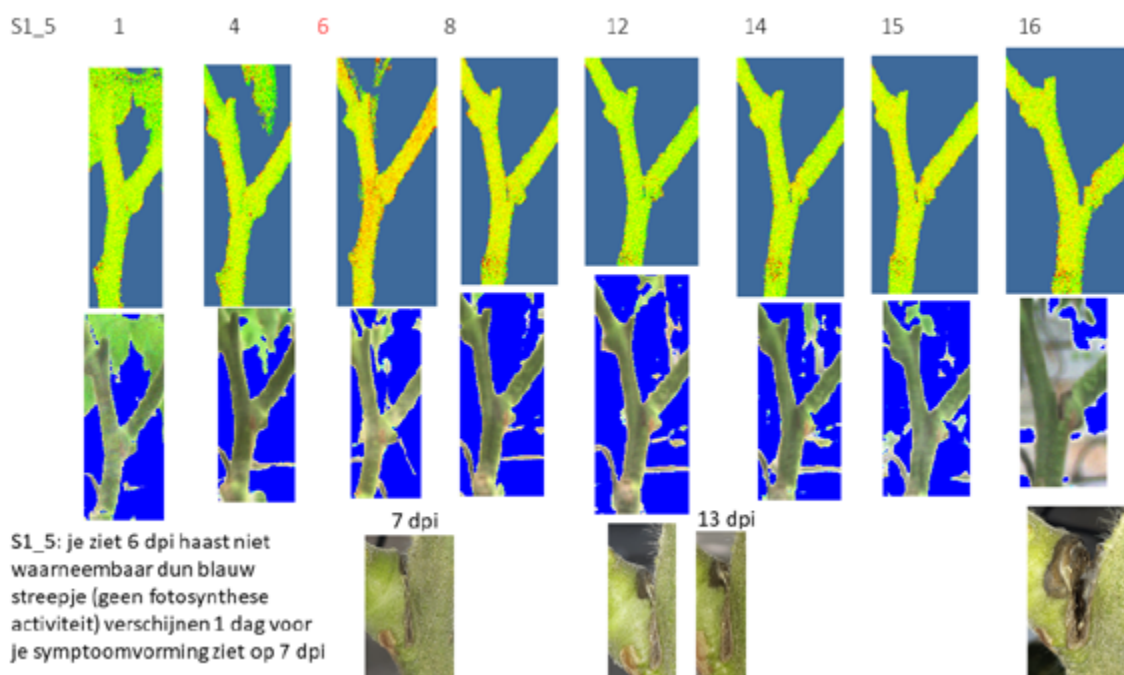 S1_5 1 4 6 8 12 14 15 16
7 dpi 13 dpi
S1_5: je ziet 6 dpi haast niet
waarneembaar dun blauw
streepje (geen fotosynthese
activiteit) verschijnen 1 dag voor
je symptoomvorming ziet op 7 dpi